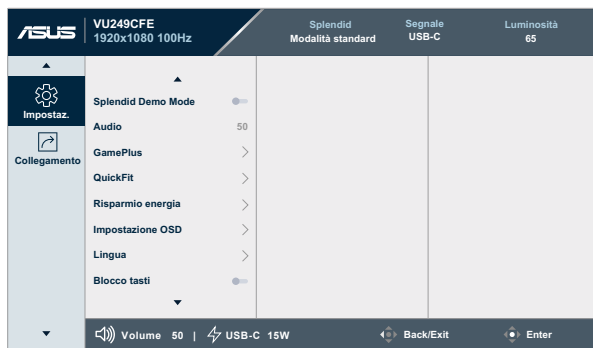 ASUS
VU249CFE
1920x1080 100Hz
Splendid
Modalità standard
Segnale
USB-C
Luminosità
65
Impostaz.
Collegamento
Splendid Demo Mode
Audio 50
GamePlus
QuickFit
Risparmio energia
Impostazione OSD
Lingua
Blocco tasti
Volume 50 | USB-C 15W Back/Exit Enter